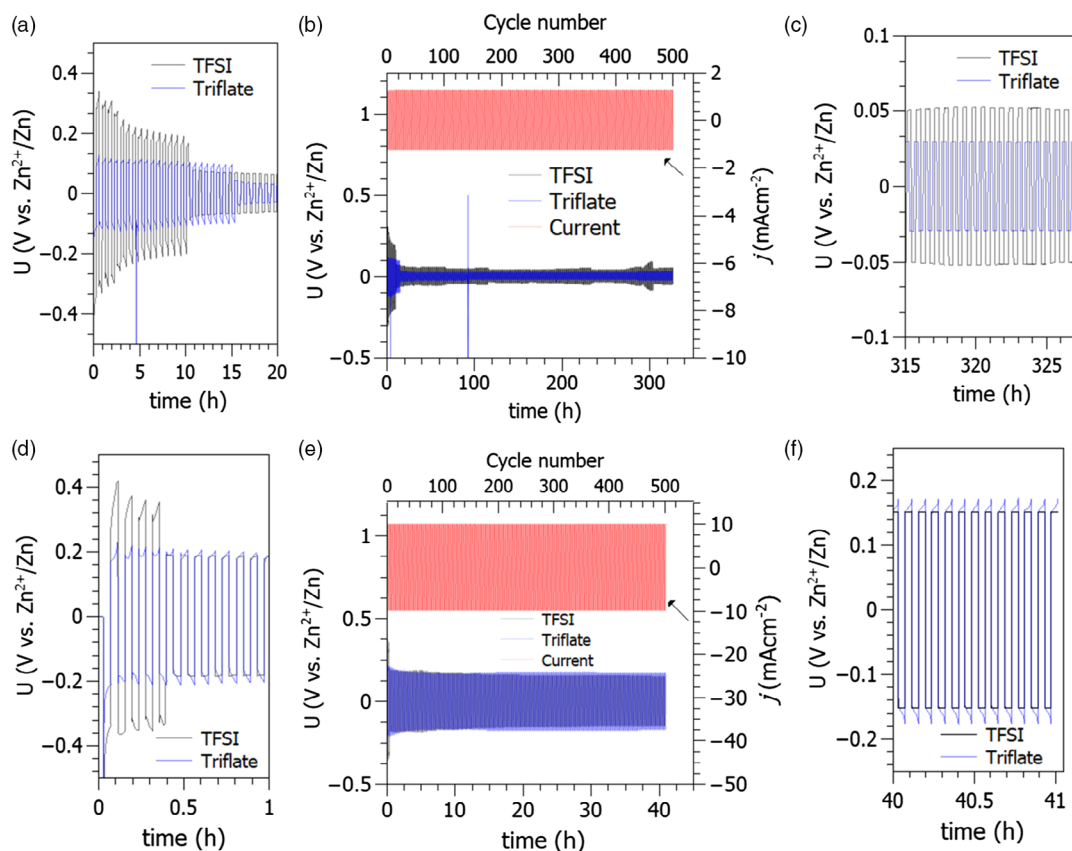 (a)
0.4
0.2
0
−0.2
−0.4
U (V vs. Zn²⁺/Zn)
TFSI
Triflate
0 5 10 15 20
time (h)
(b)
Cycle number
0 100 200 300 400 500
1
0.5
0
−0.5
U (V vs. Zn²⁺/Zn)
TFSI
Triflate
Current
2
0
−2
−4
−6
−8
−10
j (mAcm⁻²)
0 100 200 300
time (h)
(c)
0.1
0.05
0
−0.05
−0.1
U (V vs. Zn²⁺/Zn)
TFSI
Triflate
315 320 325
time (h)
(d)
0.4
0.2
0
−0.2
−0.4
U (V vs. Zn²⁺/Zn)
TFSI
Triflate
0 0.5 1
time (h)
(e)
Cycle number
0 100 200 300 400 500
1
0.5
0
−0.5
U (V vs. Zn²⁺/Zn)
TFSI
Triflate
Current
10
0
−10
−20
−30
−40
−50
j (mAcm⁻²)
0 10 20 30 40
time (h)
(f)
0.2
0.1
0
−0.1
−0.2
U (V vs. Zn²⁺/Zn)
TFSI
Triflate
40 40.5 41
time (h)